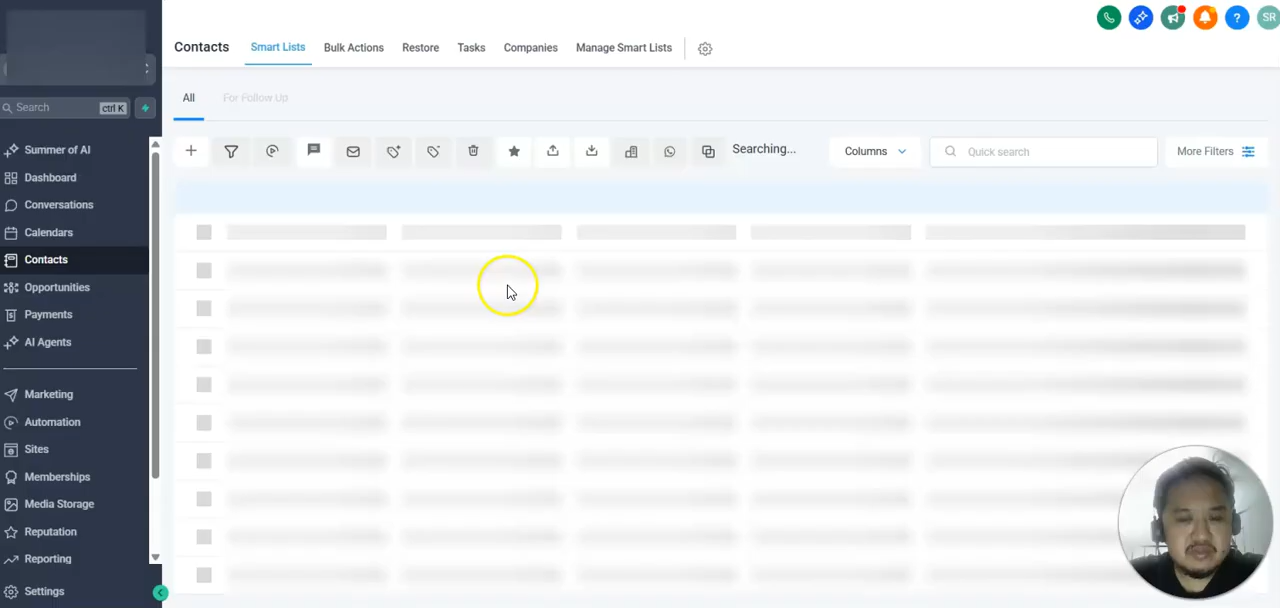 Search ctrl K
Summer of AI
Dashboard
Conversations
Calendars
Contacts
Opportunities
Payments
AI Agents
Marketing
Automation
Sites
Memberships
Media Storage
Reputation
Reporting
Settings
Contacts Smart Lists Bulk Actions Restore Tasks Companies Manage Smart Lists
? SR
All For Follow Up
Searching... Columns Quick search More Filters